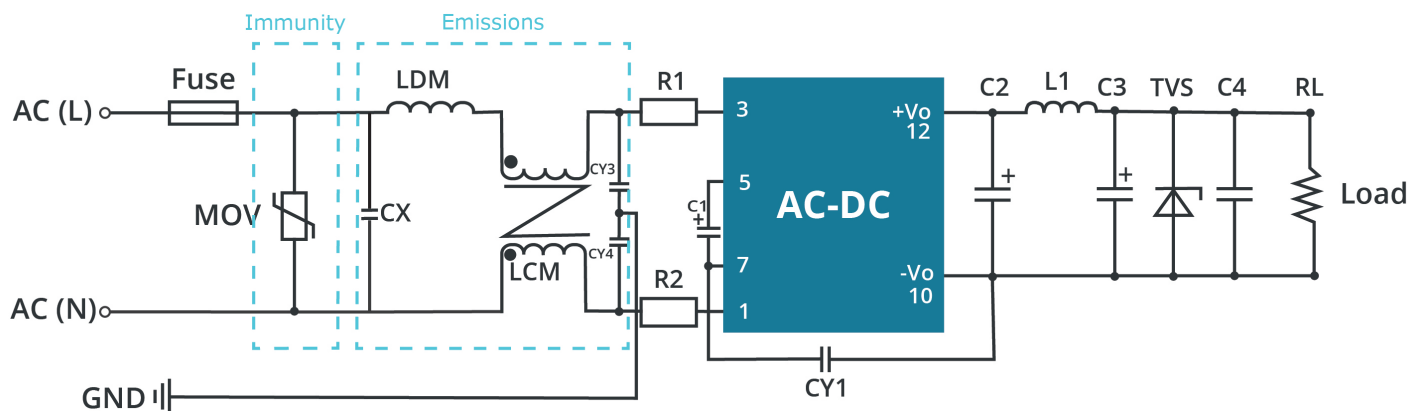 Immunity
Emissions
Fuse
LDM
R1
C2
L1
C3
TVS
C4
RL
AC (L)
3
+Vo
12
CY3
5
MOV
CX
C1
+
AC-DC
+
+
Load
CY4
LCM
7
-Vo
10
R2
AC (N)
1
GND
CY1